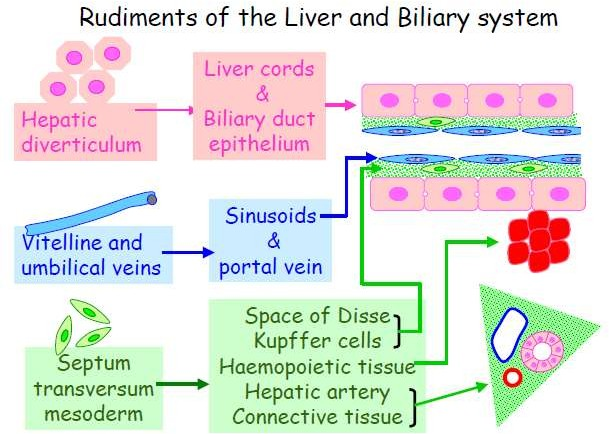 Rudiments of the Liver and Biliary system
Hepatic
diverticulum
Liver cords
&
Biliary duct
epithelium
Vitelline and
umbilical veins
Sinusoids
&
portal vein
Septum
transversum
mesoderm
Space of Disse
Kupffer cells
Haemopoietic tissue
Hepatic artery
Connective tissue